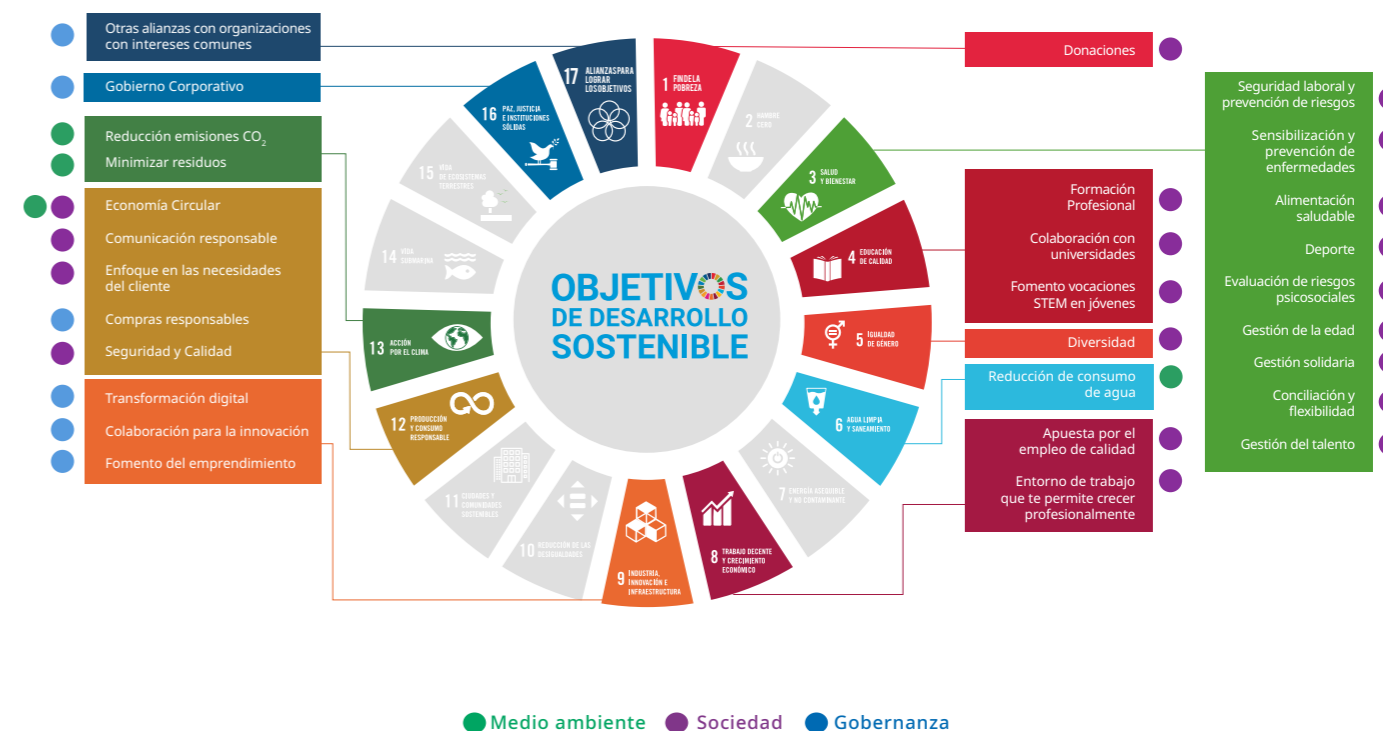 Otras alianzas con organizaciones
con intereses comunes
Gobierno Corporativo
Reducción emisiones CO2
Minimizar residuos
Economía Circular
Comunicación responsable
Enfoque en las necesidades
del cliente
Compras responsables
Seguridad y Calidad
Transformación digital
Colaboración para la innovación
Fomento del emprendimiento
OBJETIVOS
DE DESARROLLO
SOSTENIBLE
1 FIN DE LA
POBREZA
2 HAMBRE
CERO
3 SALUD
Y BIENESTAR
4 EDUCACIÓN
DE CALIDAD
5 IGUALDAD
DE GÉNERO
6 AGUA LIMPIA
Y SANEAMIENTO
7 ENERGÍA ASEQUIBLE
Y NO CONTAMINANTE
8 TRABAJO DECENTE
Y CRECIMIENTO
ECONÓMICO
9 INDUSTRIA,
INNOVACIÓN E
INFRAESTRUCTURA
10 REDUCCIÓN DE LAS
DESIGUALDADES
11 CIUDADES Y
COMUNIDADES
SOSTENIBLES
12 PRODUCCIÓN
Y CONSUMO
RESPONSABLE
13 ACCIÓN
POR EL CLIMA
14 VIDA
SUBMARINA
15 VIDA
DE ECOSISTEMAS
TERRESTRES
16 PAZ, JUSTICIA
E INSTITUCIONES
SÓLIDAS
17 ALIANZAS PARA
LOGRAR
LOS OBJETIVOS
Donaciones
Seguridad laboral y
prevención de riesgos
Sensibilización y
prevención de
enfermedades
Alimentación
saludable
Deporte
Evaluación de riesgos
psicosociales
Gestión de la edad
Gestión solidaria
Conciliación y
flexibilidad
Gestión del talento
Formación
Profesional
Colaboración con
universidades
Fomento vocaciones
STEM en jóvenes
Diversidad
Reducción de consumo
de agua
Apuesta por el
empleo de calidad
Entorno de trabajo
que te permite crecer
profesionalmente
Medio ambiente Sociedad Gobernanza